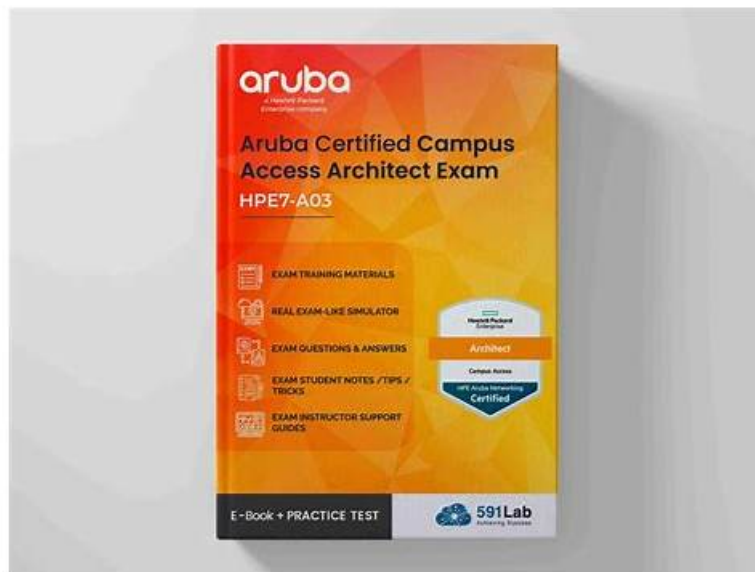 aruba
a Hewlett Packard
Enterprise company
Aruba Certified Campus
Access Architect Exam
HPE7-A03
EXAM TRAINING MATERIALS
REAL EXAM-LIKE SIMULATOR
EXAM QUESTIONS & ANSWERS
EXAM STUDENT NOTES /TIPS /
TRICKS
EXAM INSTRUCTOR SUPPORT
GUIDES
Hewlett Packard
Enterprise
Architect
Campus Access
HPE Aruba Networking
Certified
E-Book + PRACTICE TEST
591Lab
Achieving Success